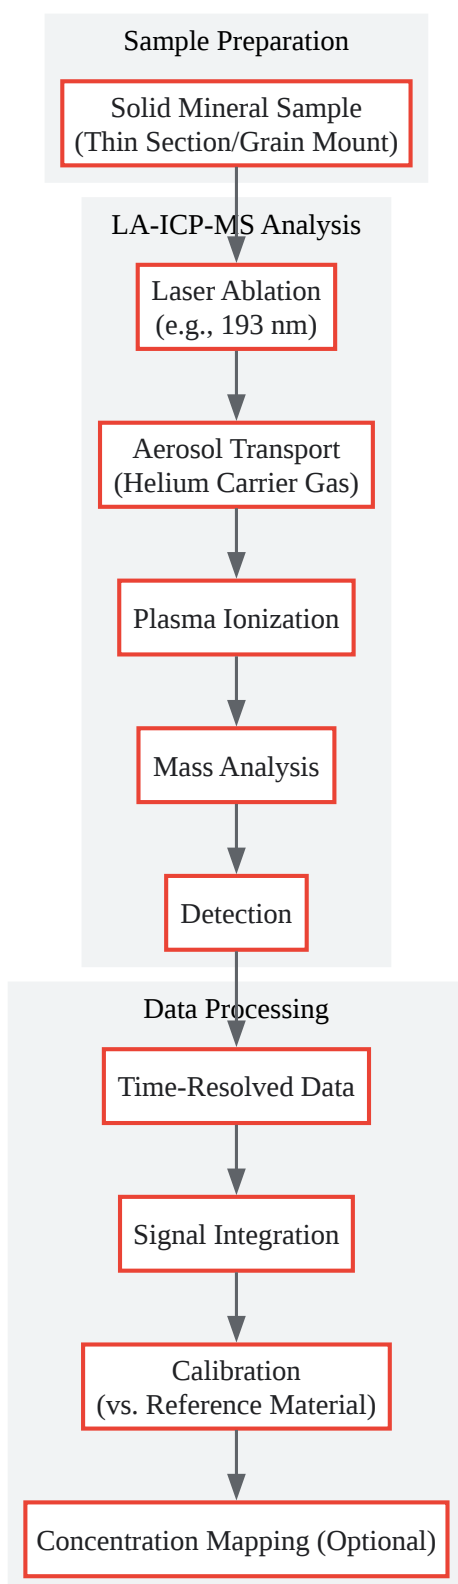 Sample Preparation
Solid Mineral Sample
(Thin Section/Grain Mount)
LA-ICP-MS Analysis
Laser Ablation
(e.g., 193 nm)
Aerosol Transport
(Helium Carrier Gas)
Plasma Ionization
Mass Analysis
Detection
Data Processing
Time-Resolved Data
Signal Integration
Calibration
(vs. Reference Material)
Concentration Mapping (Optional)